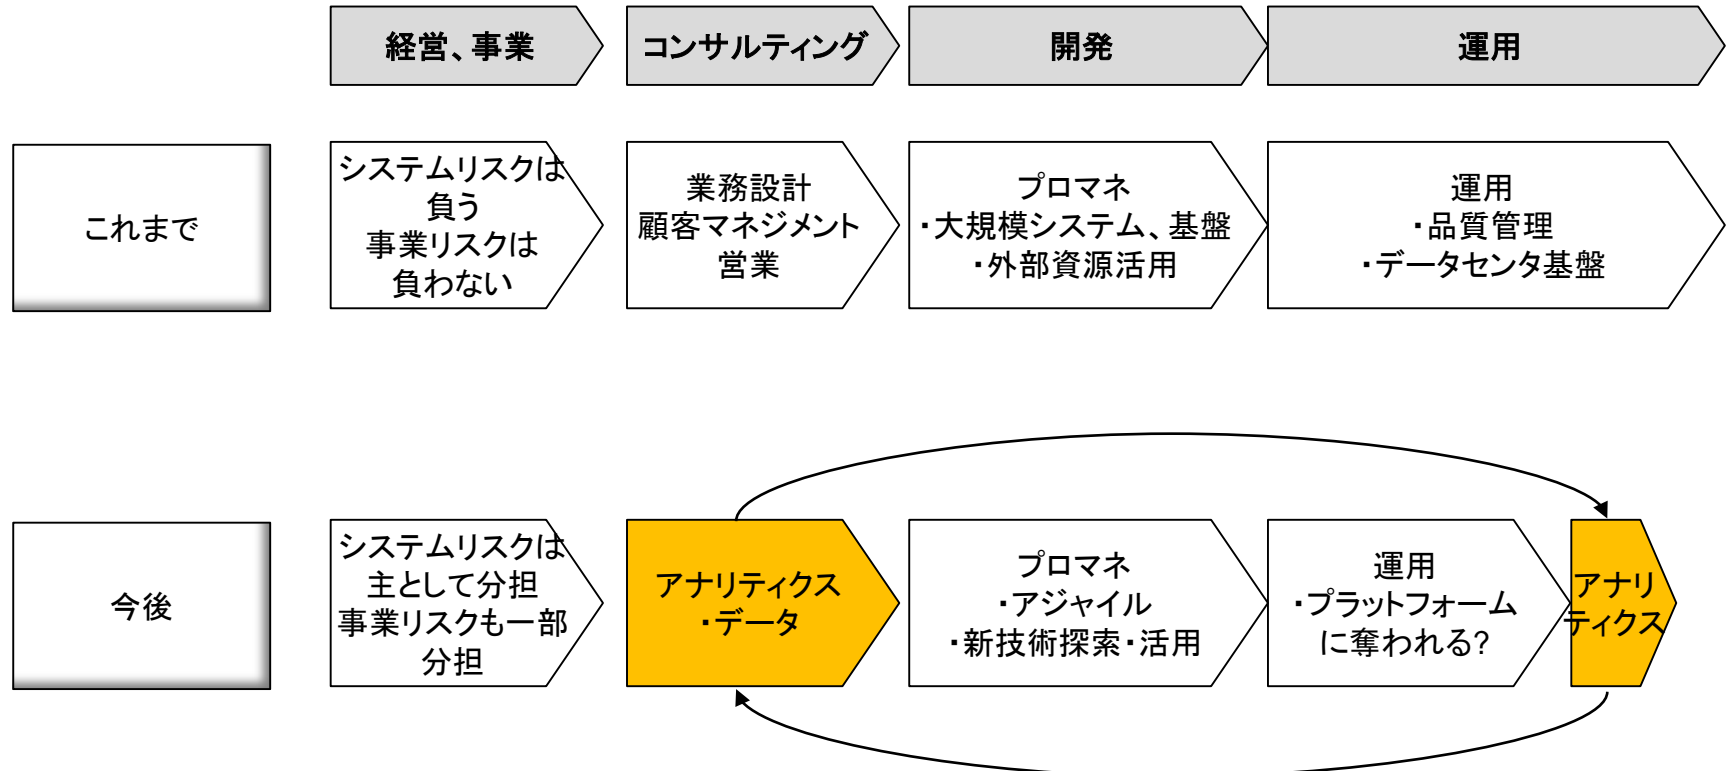 経営、事業
コンサルティング
開発
運用
これまで
システムリスクは
負う
事業リスクは
負わない
業務設計
顧客マネジメント
営業
プロマネ
・大規模システム、基盤
・外部資源活用
運用
・品質管理
・データセンタ基盤
今後
システムリスクは
主として分担
事業リスクも一部
分担
アナリティクス
・データ
プロマネ
・アジャイル
・新技術探索・活用
運用
・プラットフォーム
に奪われる?
アナリ
ティクス